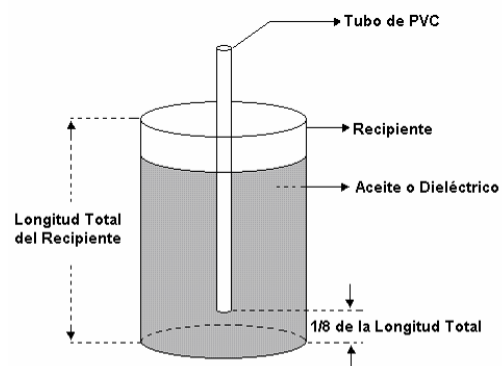 Tubo de PVC
Recipiente
Aceite o Dieléctrico
Longitud Total
del Recipiente
1/8 de la Longitud Total